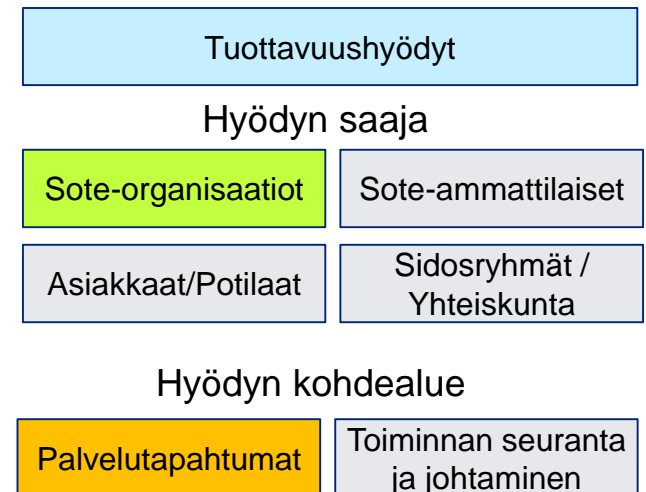 Tuottavuushyödyt
Hyödyn saaja
Sote-organisaatiot
Sote-ammattilaiset
Asiakkaat/Potilaat
Sidosryhmät /
Yhteiskunta
Hyödyn kohdealue
Palvelutapahtumat
Toiminnan seuranta
ja johtaminen